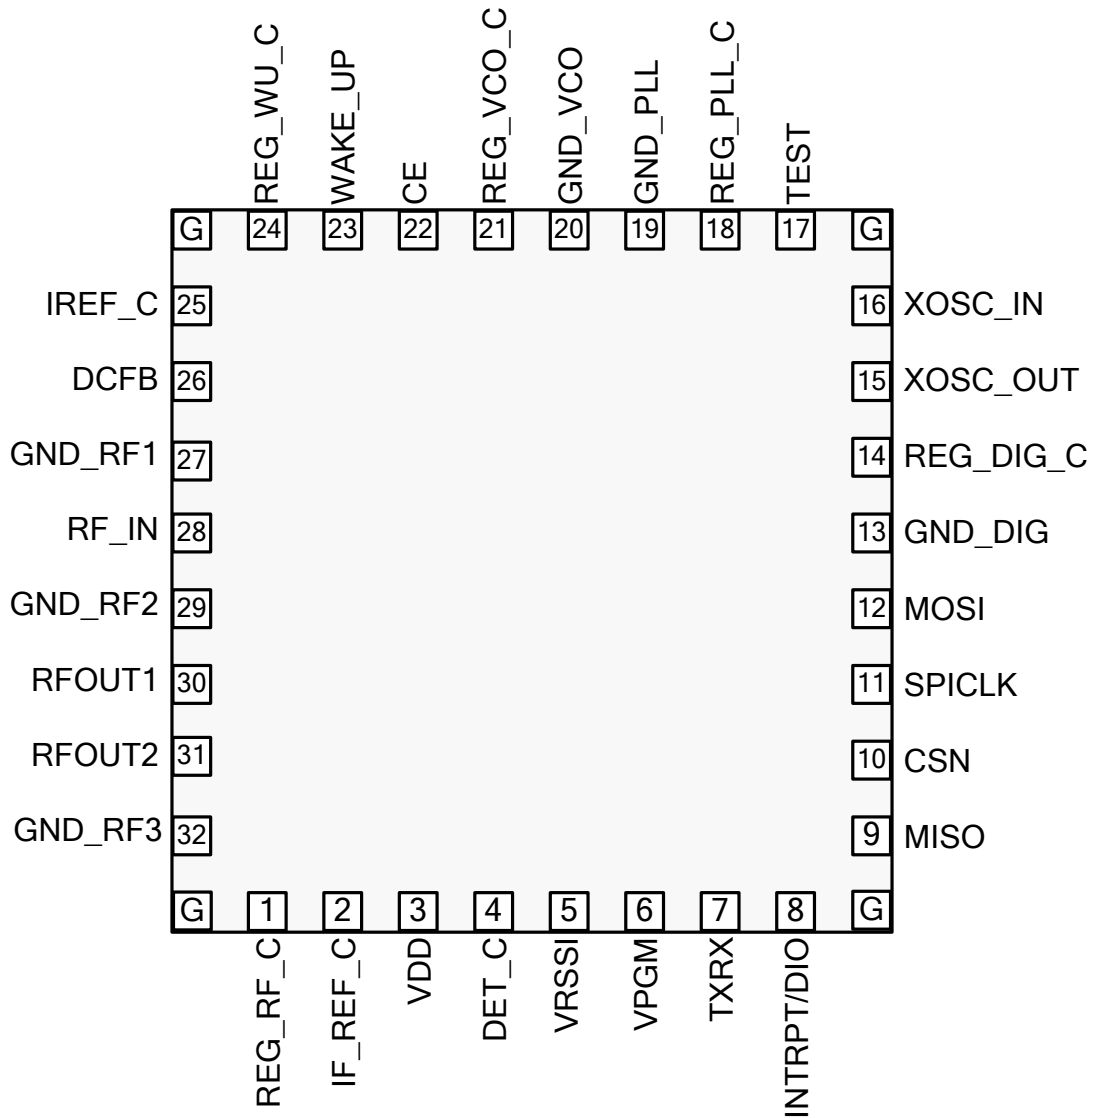 REG_WU_C
WAKE_UP
CE
REG_VCO_C
GND_VCO
GND_PLL
REG_PLL_C
TEST
G 24 23 22 21 20 19 18 17 G
IREF_C 25 16 XOSC_IN
DCFB 26 15 XOSC_OUT
GND_RF1 27 14 REG_DIG_C
RF_IN 28 13 GND_DIG
GND_RF2 29 12 MOSI
RFOUT1 30 11 SPICLK
RFOUT2 31 10 CSN
GND_RF3 32 9 MISO
G 1 2 3 4 5 6 7 8 G
REG_RF_C
IF_REF_C
VDD
DET_C
VRSSI
VPGM
TXRX
INTRPT/DIO